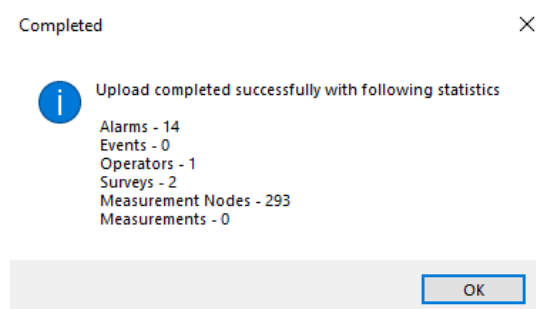 Completed
Upload completed successfully with following statistics
Alarms - 14
Events - 0
Operators - 1
Surveys - 2
Measurement Nodes - 293
Measurements - 0
OK